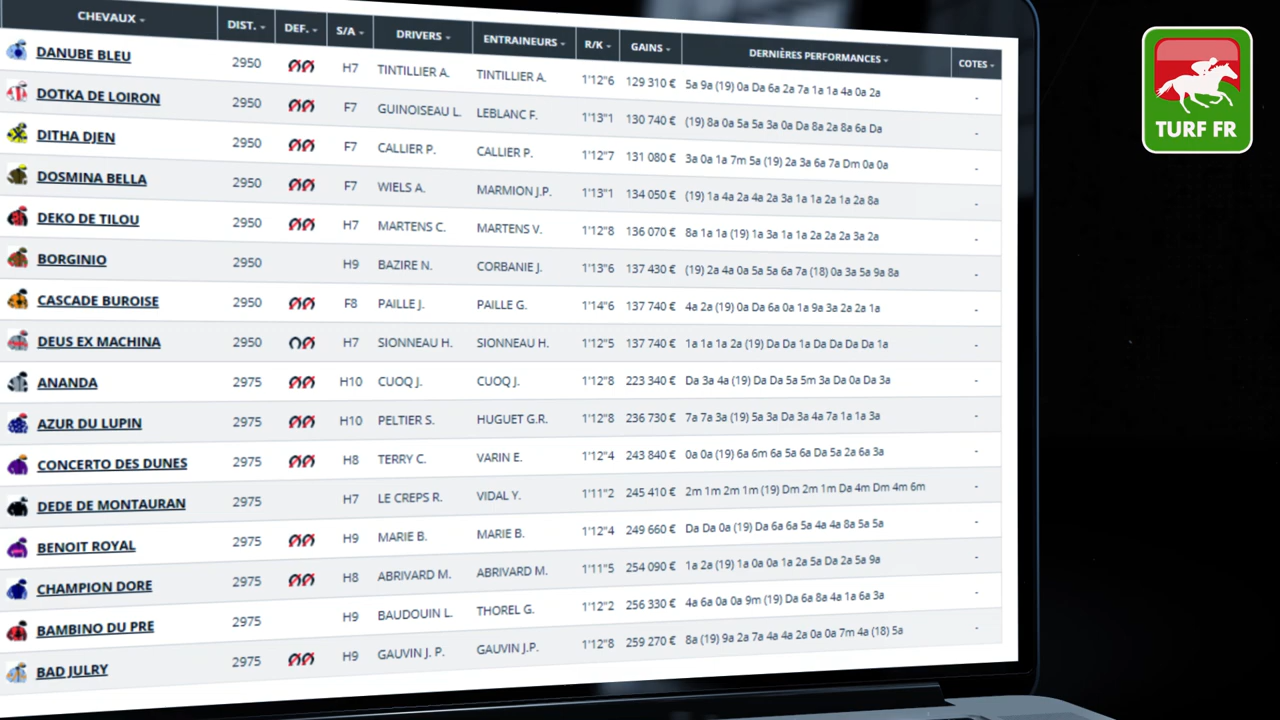 CHEVAUX DIST. DEF. S/A DRIVERS ENTRAINEURS R/K GAINS DERNIÈRES PERFORMANCES COTES
DANUBE BLEU 2950 H7 TINTILLIER A. TINTILLIER A. 1'12"6 129 310 € 5a 9a (19) 0a Da 6a 2a 7a 1a 1a 4a 0a 2a -
DOTKA DE LOIRON 2950 F7 GUINOISEAU L. LEBLANC F. 1'13"1 130 740 € (19) 8a 0a 5a 5a 3a 0a Da 8a 2a 8a 6a Da -
DITHA DJEN 2950 F7 CALLIER P. CALLIER P. 1'12"7 131 080 € 3a 0a 1a 7m 5a (19) 2a 3a 6a 7a Dm 0a 0a -
DOSMINA BELLA 2950 F7 WIELS A. MARMION J.P. 1'13"1 134 050 € (19) 1a 4a 2a 4a 2a 3a 1a 1a 2a 1a 2a 8a -
DEKO DE TILOU 2950 H7 MARTENS C. MARTENS V. 1'12"8 136 070 € 8a 1a 1a (19) 1a 3a 1a 1a 2a 2a 2a 3a 2a -
BORGINIO 2950 H9 BAZIRE N. CORBANIE J. 1'13"6 137 430 € (19) 2a 4a 0a 5a 5a 6a 7a (18) 0a 3a 5a 9a 8a -
CASCADE BUROISE 2950 F8 PAILLE J. PAILLE G. 1'14"6 137 740 € 4a 2a (19) 0a Da 6a 0a 1a 9a 3a 2a 2a 1a -
DEUS EX MACHINA 2950 H7 SIONNEAU H. SIONNEAU H. 1'12"5 137 740 € 1a 1a 1a 2a (19) Da Da 1a Da Da Da Da 1a -
ANANDA 2975 H10 CUOQ J. CUOQ J. 1'12"8 223 340 € Da 3a 4a (19) Da Da 5a 5m 3a Da 0a Da 3a -
AZUR DU LUPIN 2975 H10 PELTIER S. HUGUET G.R. 1'12"8 236 730 € 7a 7a 3a (19) 5a 3a Da 3a 4a 7a 1a 1a 3a -
CONCERTO DES DUNES 2975 H8 TERRY C. VARIN E. 1'12"4 243 840 € 0a 0a (19) 6a 6m 6a 5a 6a Da 5a 2a 6a 3a -
DEDE DE MONTAURAN 2975 H7 LE CREPS R. VIDAL Y. 1'11"2 245 410 € 2m 1m 2m 1m (19) Dm 2m 1m Da 4m Dm 4m 6m -
BENOIT ROYAL 2975 H9 MARIE B. MARIE B. 1'12"4 249 660 € Da Da 0a (19) Da 6a 6a 5a 4a 4a 8a 5a 5a -
CHAMPION DORE 2975 H8 ABRIVARD M. ABRIVARD M. 1'11"5 254 090 € 1a 2a (19) 1a 0a 0a 1a 2a 5a Da 2a 5a 9a -
BAMBINO DU PRE 2975 H9 BAUDOUIN L. THOREL G. 1'12"2 256 330 € 4a 6a 0a 0a 9m (19) Da 6a 8a 4a 1a 6a 3a -
BAD JULRY 2975 H9 GAUVIN J. P. GAUVIN J.P. 1'12"8 259 270 € 8a (19) 9a 2a 7a 4a 4a 2a 0a 0a 7m 4a (18) 5a -
TURF FR